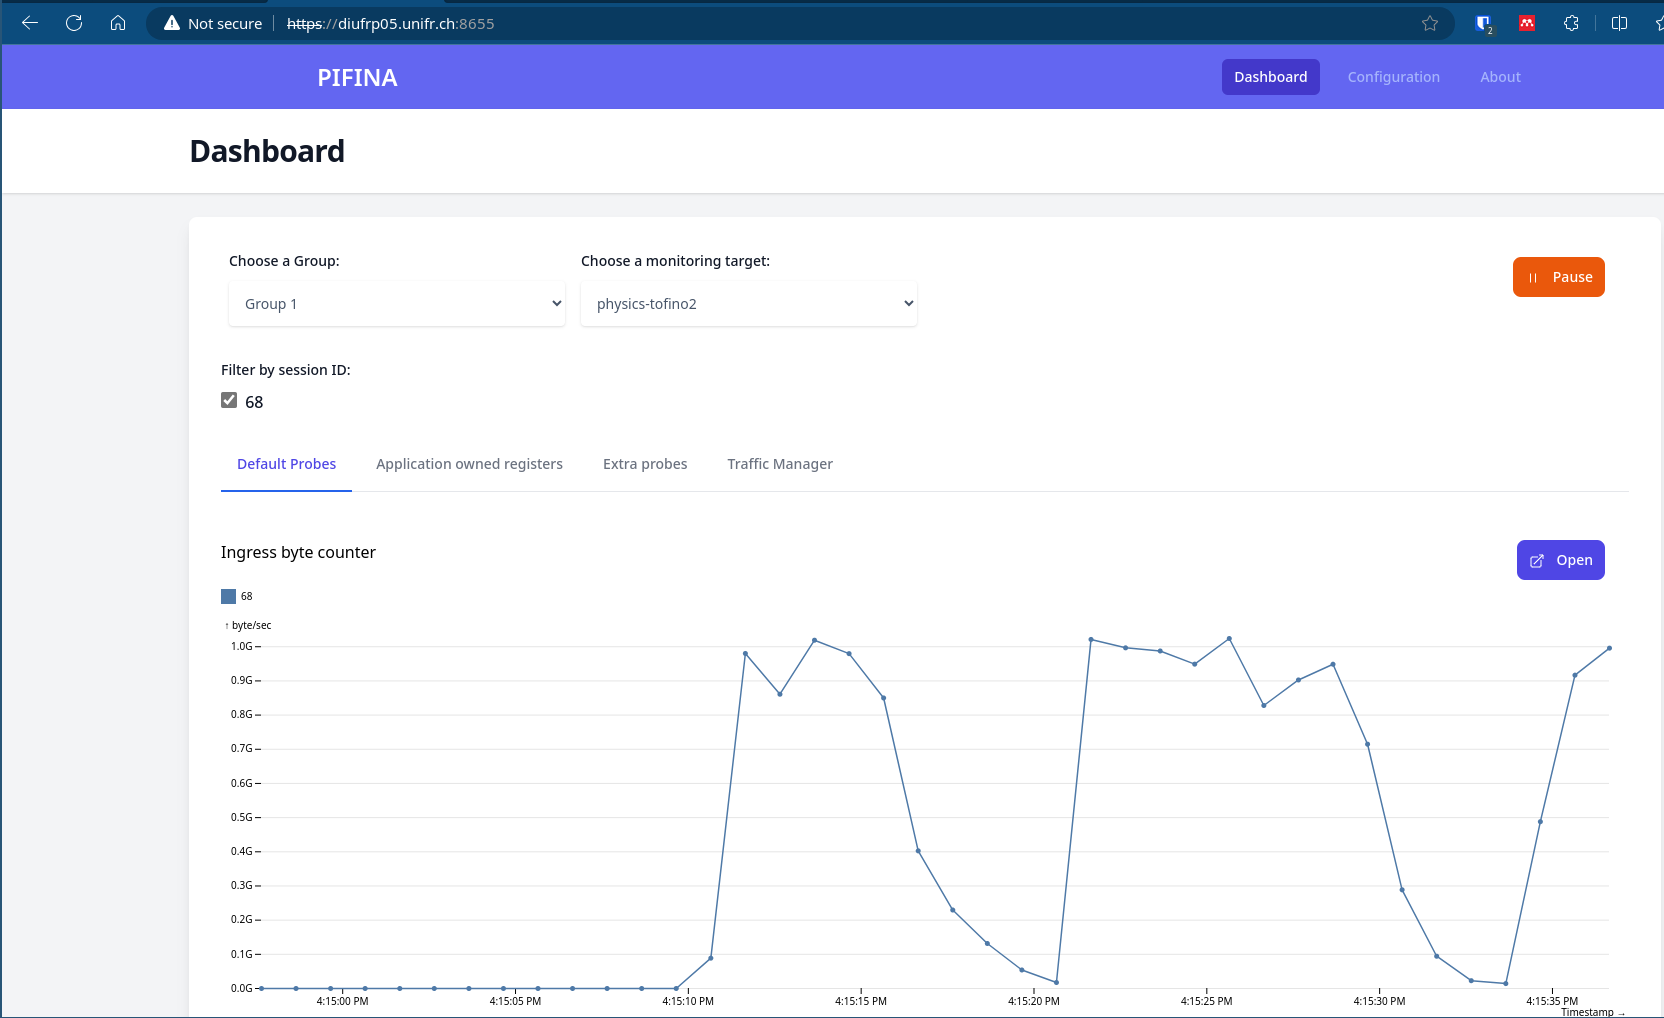 Not secure https://diufrp05.unifr.ch:8655
2
PIFINA Dashboard Configuration About
Dashboard
Choose a Group: Choose a monitoring target:
Pause
Group 1 physics-tofino2
Filter by session ID:
68
Default Probes Application owned registers Extra probes Traffic Manager
Ingress byte counter
Open
68
↑ byte/sec
1.0G
0.9G
0.8G
0.7G
0.6G
0.5G
0.4G
0.3G
0.2G
0.1G
0.0G
4:15:00 PM 4:15:05 PM 4:15:10 PM 4:15:15 PM 4:15:20 PM 4:15:25 PM 4:15:30 PM 4:15:35 PM
Timestamp →